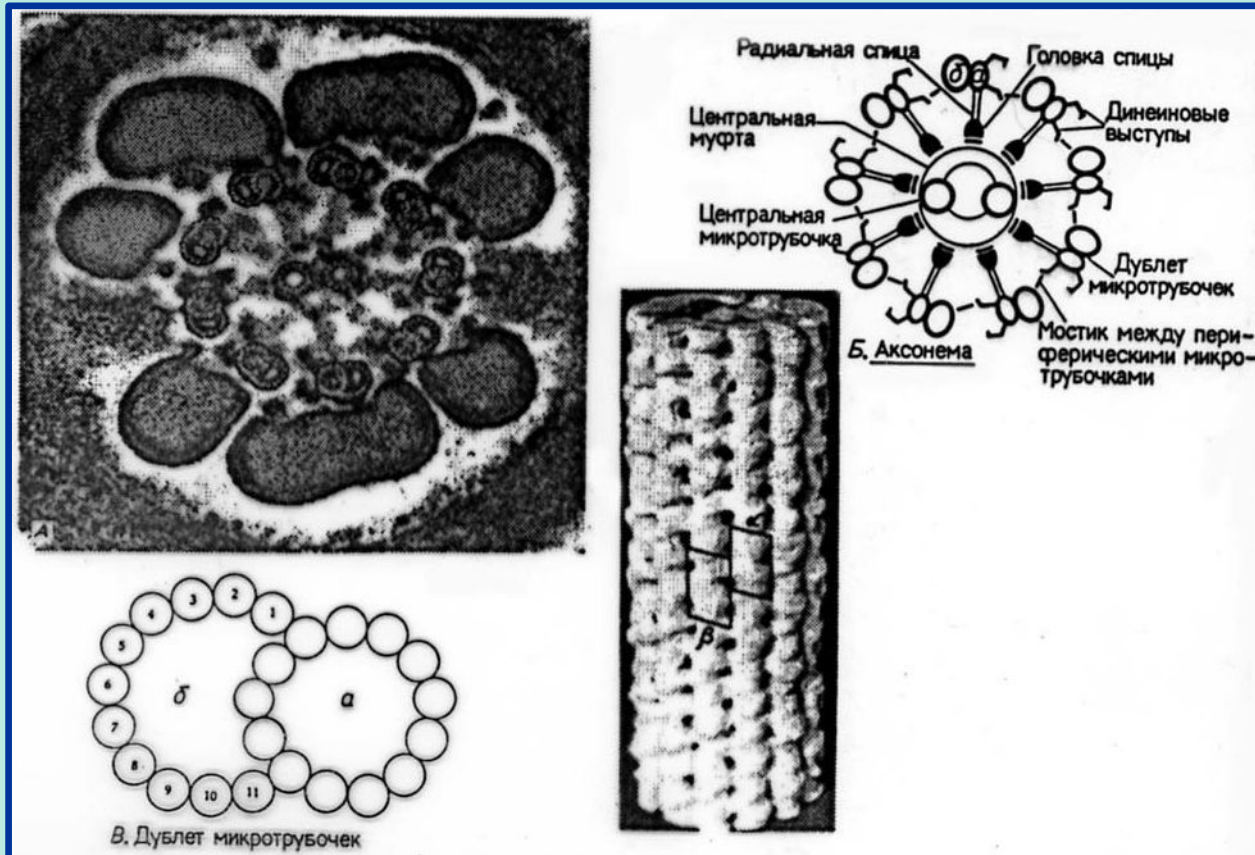 Радиальная спица
Головка спицы
б а
Центральная
муфта
Динеиновые
выступы
Центральная
микротрубочка
Дублет
микротрубочек
Мостик между пери-
ферическими микро-
трубочками
Б. Аксонема
А
α
β
4 3 2 1
5
6
7
8
9 10 11
б а
В. Дублет микротрубочек